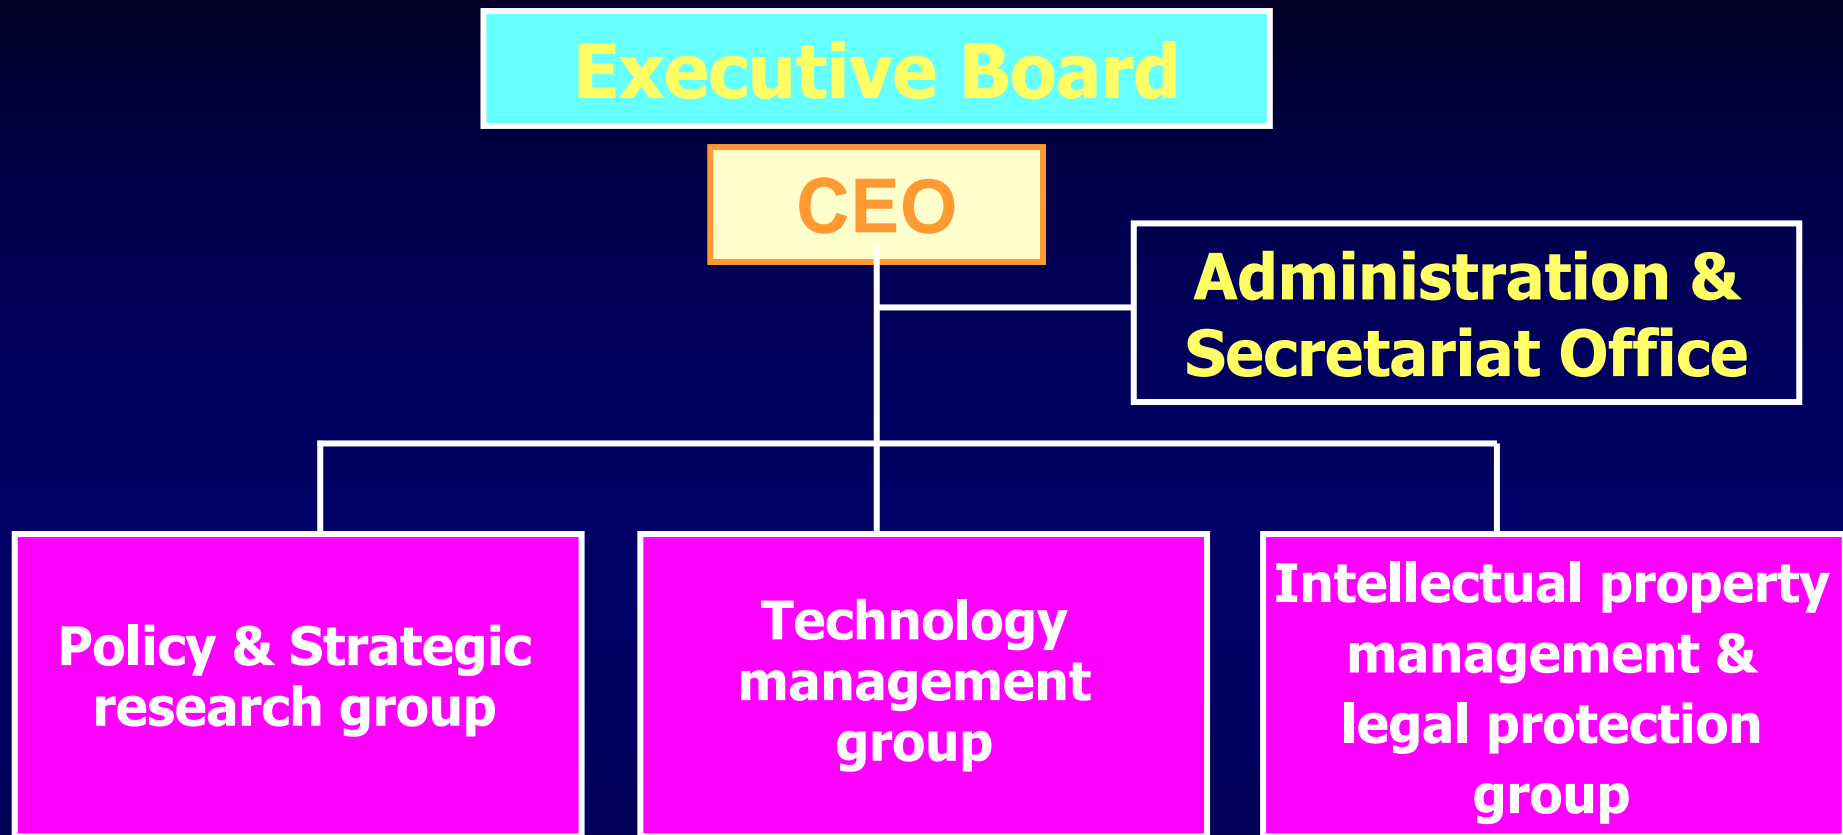 Executive Board
CEO
Administration &
Secretariat Office
Policy & Strategic
research group
Technology
management
group
Intellectual property
management &
legal protection
group